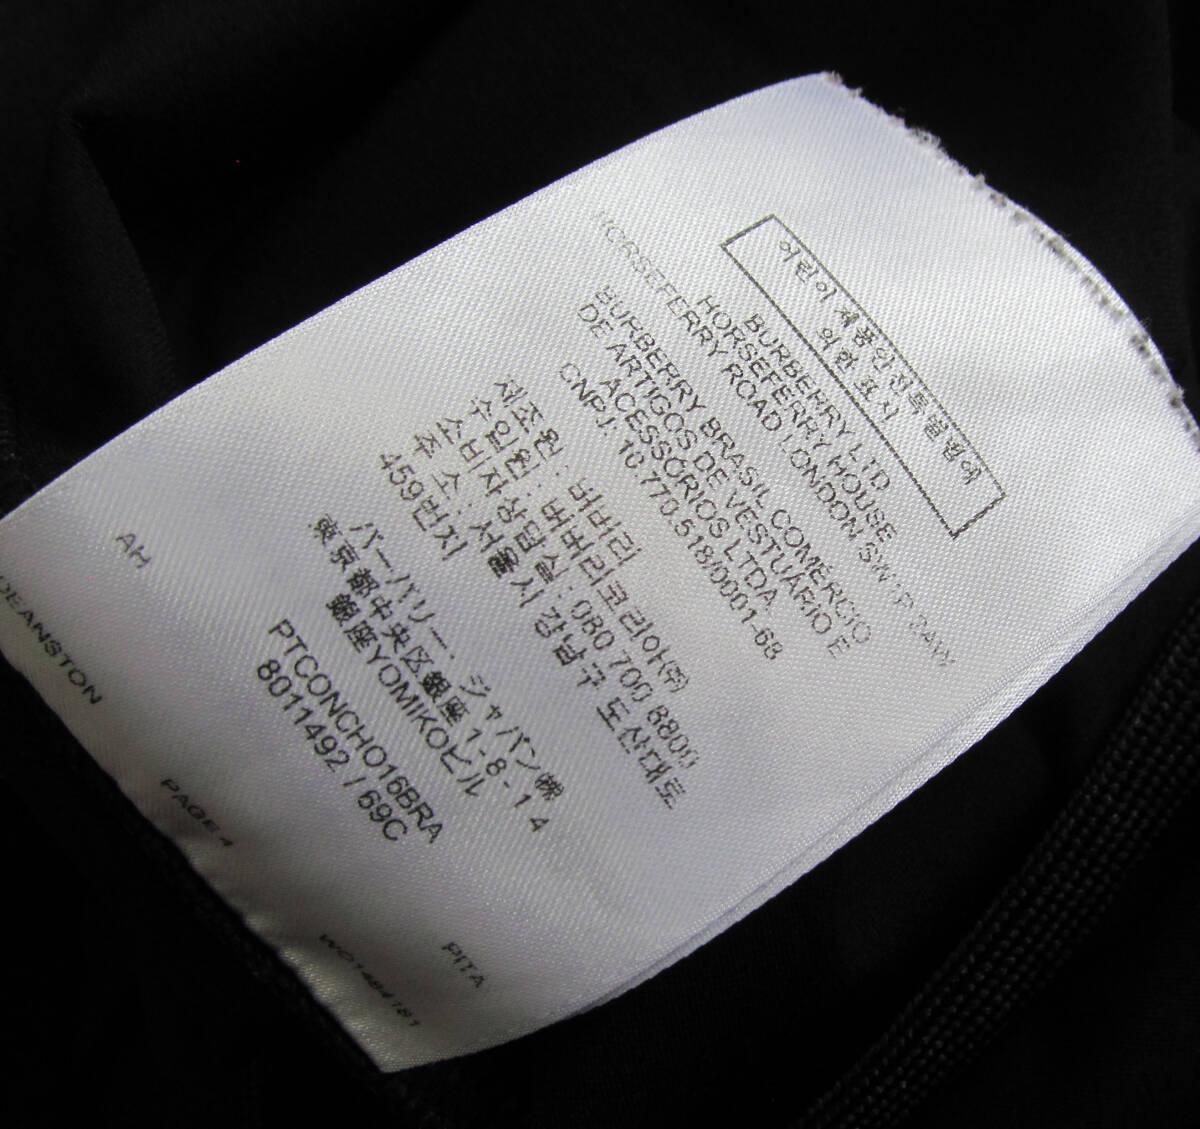 어린이제품안전특별법에
의한표시
BURBERRY LTD
HORSEFERRY HOUSE
HORSEFERRY ROAD LONDON SW1P 2AW
BURBERRY BRASIL COMÉRCIO
DE ARTIGOS DE VESTUÁRIO E
ACESSÓRIOS LTDA
CNPJ: 10.770.518/0001-68
제조원 : 버버리
수입원 : 버버리코리아(주)
소비자상담실 : 080 700 8800
주 소 : 서울시 강남구 도산대로
459번지
バーバリー・ジャパン㈱
東京都中央区銀座 1-8-14
銀座YOMIKOビル
PTCONCHO16BRA
8011492 / 69C
AH
PITA
DEANSTON
PAGE 4
WO1484181